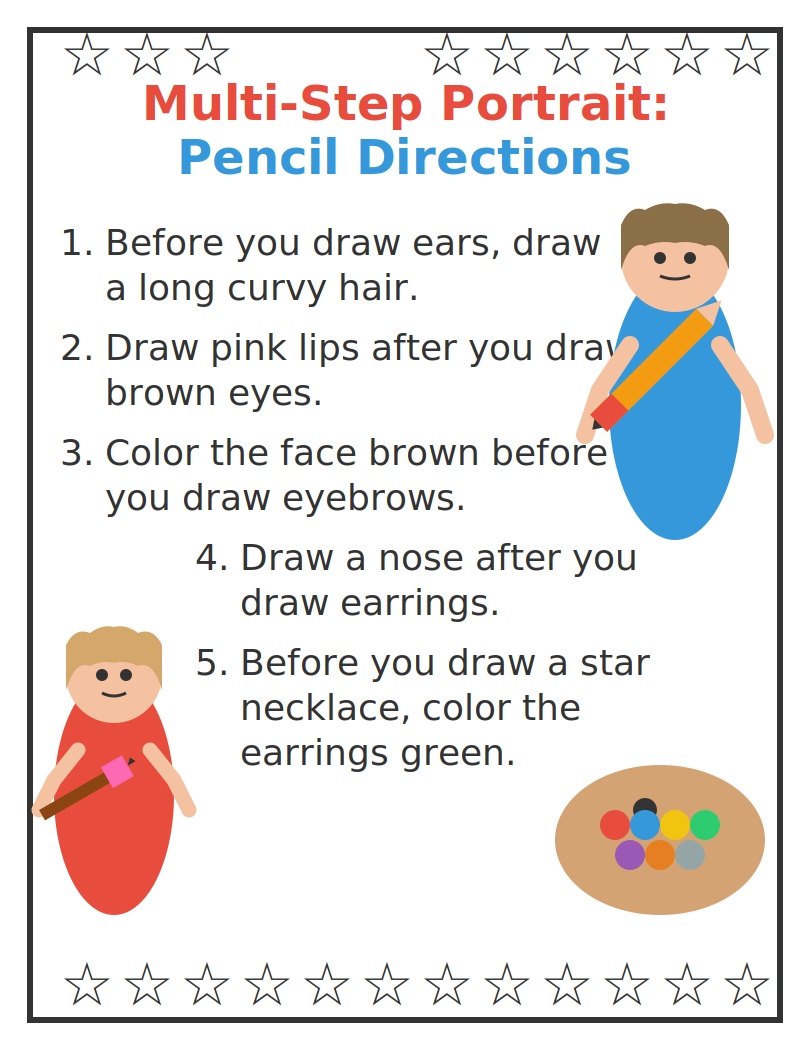 Multi-Step Portrait:
Pencil Directions
1. Before you draw ears, draw
a long curvy hair.
2. Draw pink lips after you draw
brown eyes.
3. Color the face brown before
you draw eyebrows.
4. Draw a nose after you
draw earrings.
5. Before you draw a star
necklace, color the
earrings green.